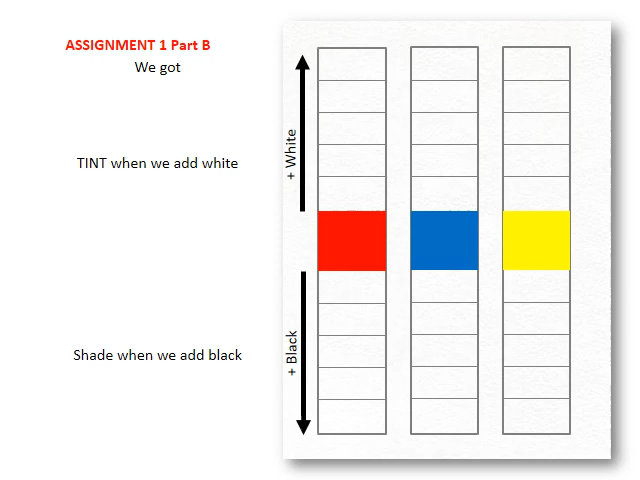 ASSIGNMENT 1 Part B
We got
TINT when we add white
Shade when we add black
+ White
+ Black